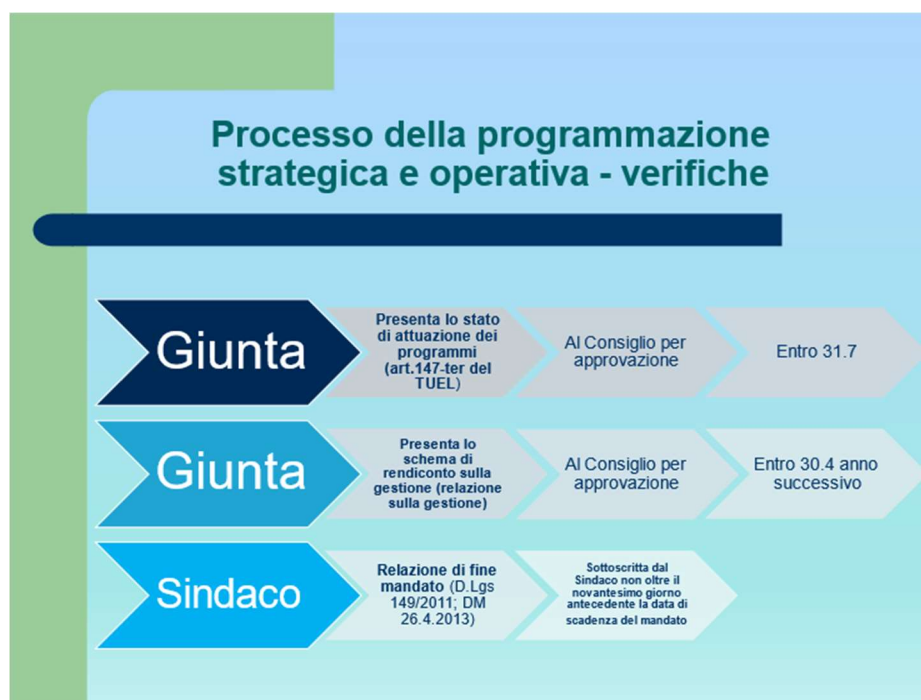 Processo della programmazione
strategica e operativa - verifiche
Giunta
Presenta lo stato
di attuazione dei
programmi
(art.147-ter del
TUEL)
Al Consiglio per
approvazione
Entro 31.7
Giunta
Presenta lo
schema di
rendiconto sulla
gestione (relazione
sulla gestione)
Al Consiglio per
approvazione
Entro 30.4 anno
successivo
Sindaco
Relazione di fine
mandato (D.Lgs
149/2011; DM
26.4.2013)
Sottoscritta dal
Sindaco non oltre il
novantesimo giorno
antecedente la data di
scadenza del mandato